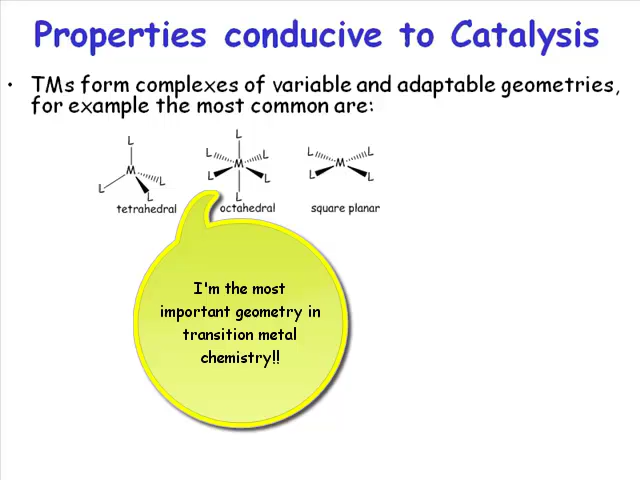 Properties conducive to Catalysis
• TMs form complexes of variable and adaptable geometries,
for example the most common are:
L
M
L
L
L
tetrahedral
L
L
L
M
L
L
L
octahedral
L
L
M
L
L
square planar
I'm the most
important geometry in
transition metal
chemistry!!